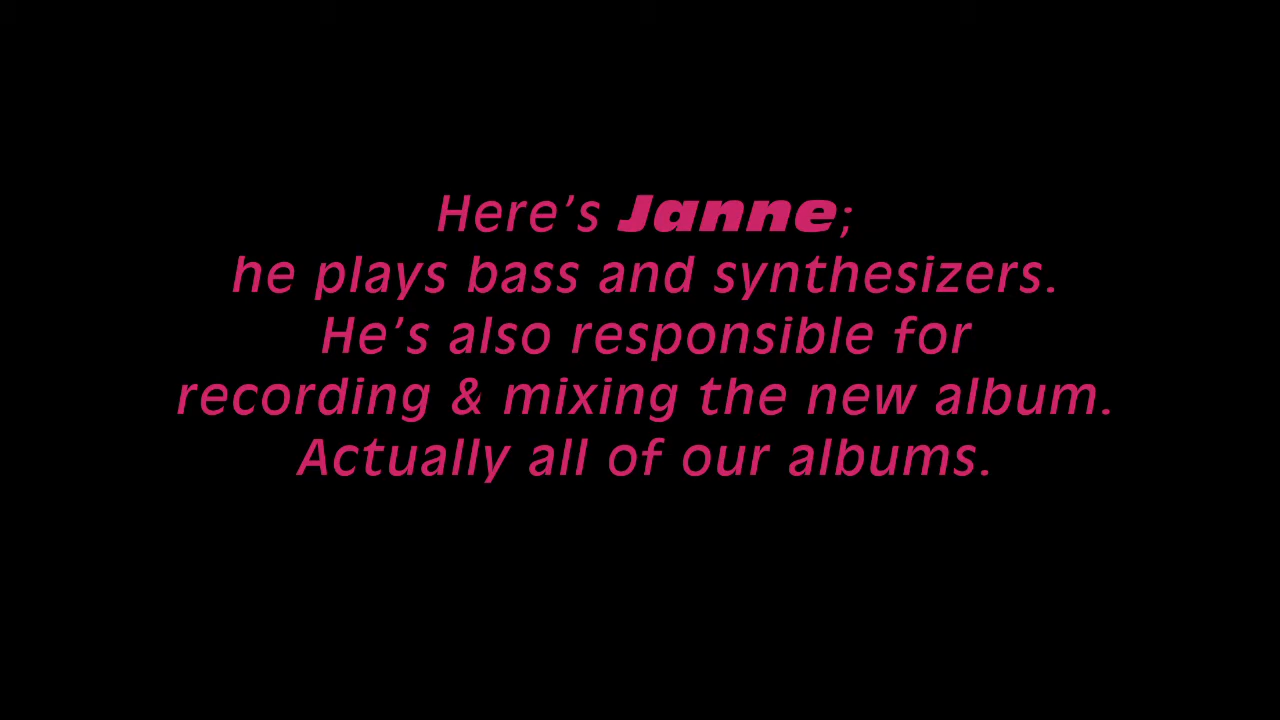 Here’s Janne;
he plays bass and synthesizers.
He’s also responsible for
recording & mixing the new album.
Actually all of our albums.